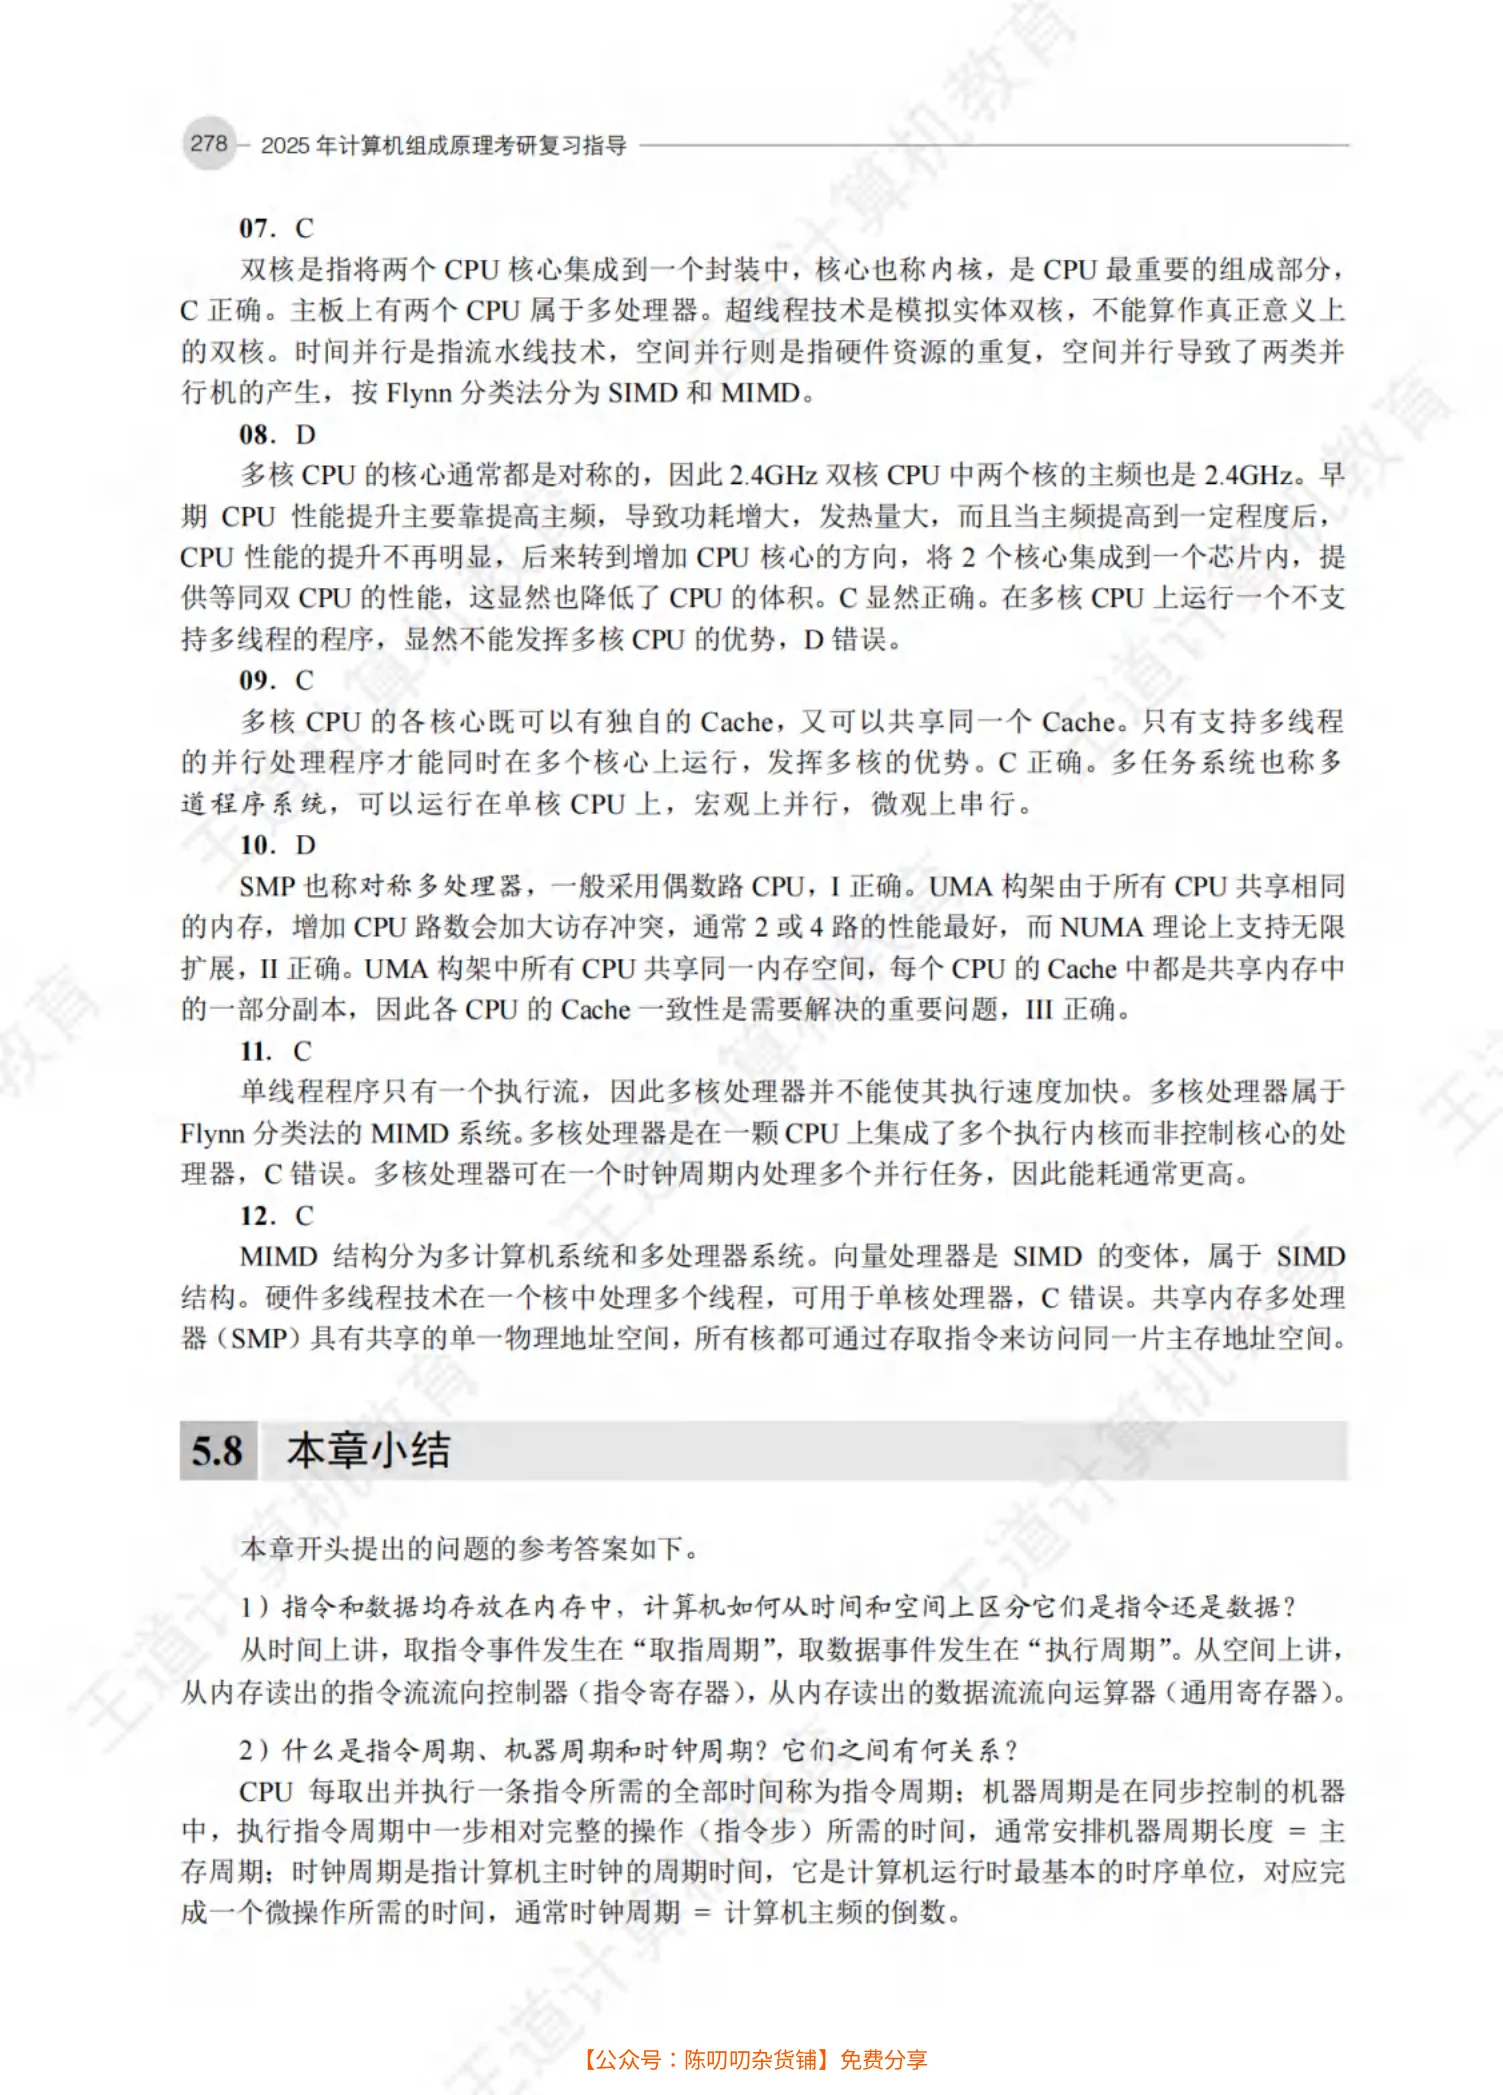 278 2025 年计算机组成原理考研复习指导
07. C
双核是指将两个 CPU 核心集成到一个封装中，核心也称内核，是 CPU 最重要的组成部分，
C 正确。主板上有两个 CPU 属于多处理器。超线程技术是模拟实体双核，不能算作真正意义上
的双核。时间并行是指流水线技术，空间并行则是指硬件资源的重复，空间并行导致了两类并
行机的产生，按 Flynn 分类法分为 SIMD 和 MIMD。
08. D
多核 CPU 的核心通常都是对称的，因此 2.4GHz 双核 CPU 中两个核的主频也是 2.4GHz。早
期 CPU 性能提升主要靠提高主频，导致功耗增大，发热量大，而且当主频提高到一定程度后，
CPU 性能的提升不再明显，后来转到增加 CPU 核心的方向，将 2 个核心集成到一个芯片内，提
供等同双 CPU 的性能，这显然也降低了 CPU 的体积。C 显然正确。在多核 CPU 上运行一个不支
持多线程的程序，显然不能发挥多核 CPU 的优势，D 错误。
09. C
多核 CPU 的各核心既可以有独自的 Cache，又可以共享同一个 Cache。只有支持多线程
的并行处理程序才能同时在多个核心上运行，发挥多核的优势。C 正确。多任务系统也称多
道程序系统，可以运行在单核 CPU 上，宏观上并行，微观上串行。
10. D
SMP 也称对称多处理器，一般采用偶数路 CPU，I 正确。UMA 构架由于所有 CPU 共享相同
的内存，增加 CPU 路数会加大访存冲突，通常 2 或 4 路的性能最好，而 NUMA 理论上支持无限
扩展，II 正确。UMA 构架中所有 CPU 共享同一内存空间，每个 CPU 的 Cache 中都是共享内存中
的一部分副本，因此各 CPU 的 Cache 一致性是需要解决的重要问题，III 正确。
11. C
单线程程序只有一个执行流，因此多核处理器并不能使其执行速度加快。多核处理器属于
Flynn 分类法的 MIMD 系统。多核处理器是在一颗 CPU 上集成了多个执行内核而非控制核心的处
理器，C 错误。多核处理器可在一个时钟周期内处理多个并行任务，因此能耗通常更高。
12. C
MIMD 结构分为多计算机系统和多处理器系统。向量处理器是 SIMD 的变体，属于 SIMD
结构。硬件多线程技术在一个核中处理多个线程，可用于单核处理器，C 错误。共享内存多处理
器（SMP）具有共享的单一物理地址空间，所有核都可通过存取指令来访问同一片主存地址空间。
5.8 本章小结
本章开头提出的问题的参考答案如下。
1）指令和数据均存放在内存中，计算机如何从时间和空间上区分它们是指令还是数据？
从时间上讲，取指令事件发生在“取指周期”，取数据事件发生在“执行周期”。从空间上讲，
从内存读出的指令流流向控制器（指令寄存器），从内存读出的数据流流向运算器（通用寄存器）。
2）什么是指令周期、机器周期和时钟周期？它们之间有何关系？
CPU 每取出并执行一条指令所需的全部时间称为指令周期；机器周期是在同步控制的机器
中，执行指令周期中一步相对完整的操作（指令步）所需的时间，通常安排机器周期长度 = 主
存周期；时钟周期是指计算机主时钟的周期时间，它是计算机运行时最基本的时序单位，对应完
成一个微操作所需的时间，通常时钟周期 = 计算机主频的倒数。
【公众号：陈叨叨杂货铺】免费分享
王道计算机教育
王道计算机教育
王道计算机教育
王道计算机教育
王道计算机教育
王道计算机教育
王道计算机教育